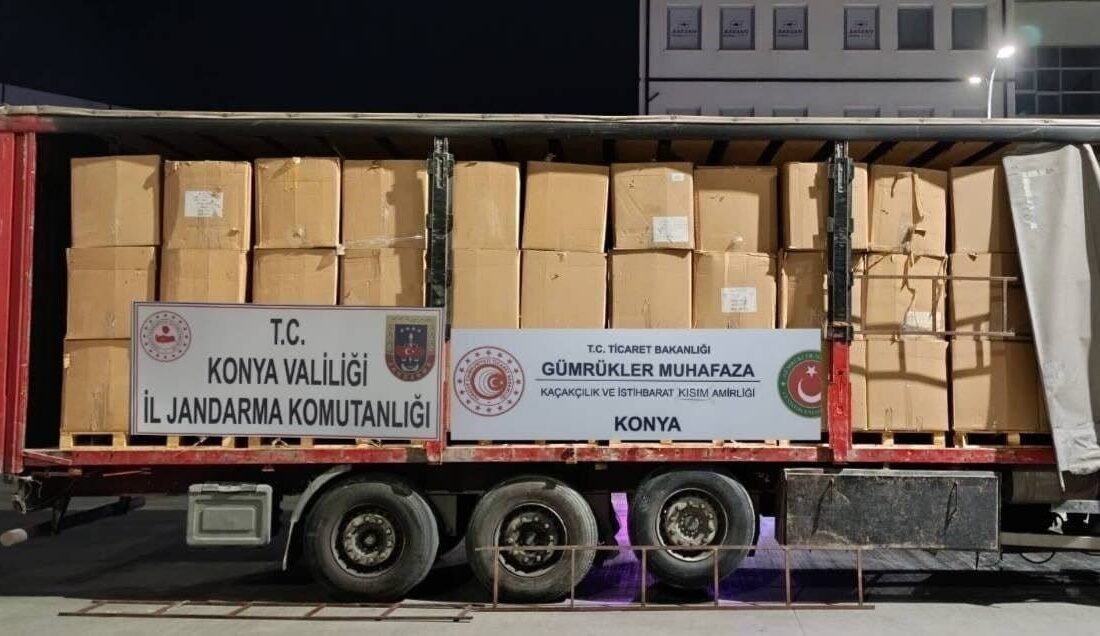 T.C.
KONYA VALİLİĞİ
İL JANDARMA KOMUTANLIĞI
T.C. TİCARET BAKANLIĞI
GÜMRÜKLER MUHAFAZA
KAÇAKÇILIK VE İSTİHBARAT KISIM AMİRLİĞİ
KONYA